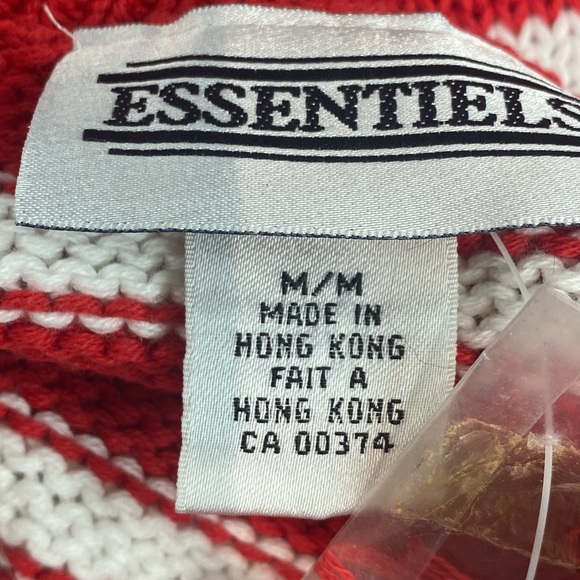 ESSENTIELS
M/M
MADE IN
HONG KONG
FAIT A
HONG KONG
CA 00374